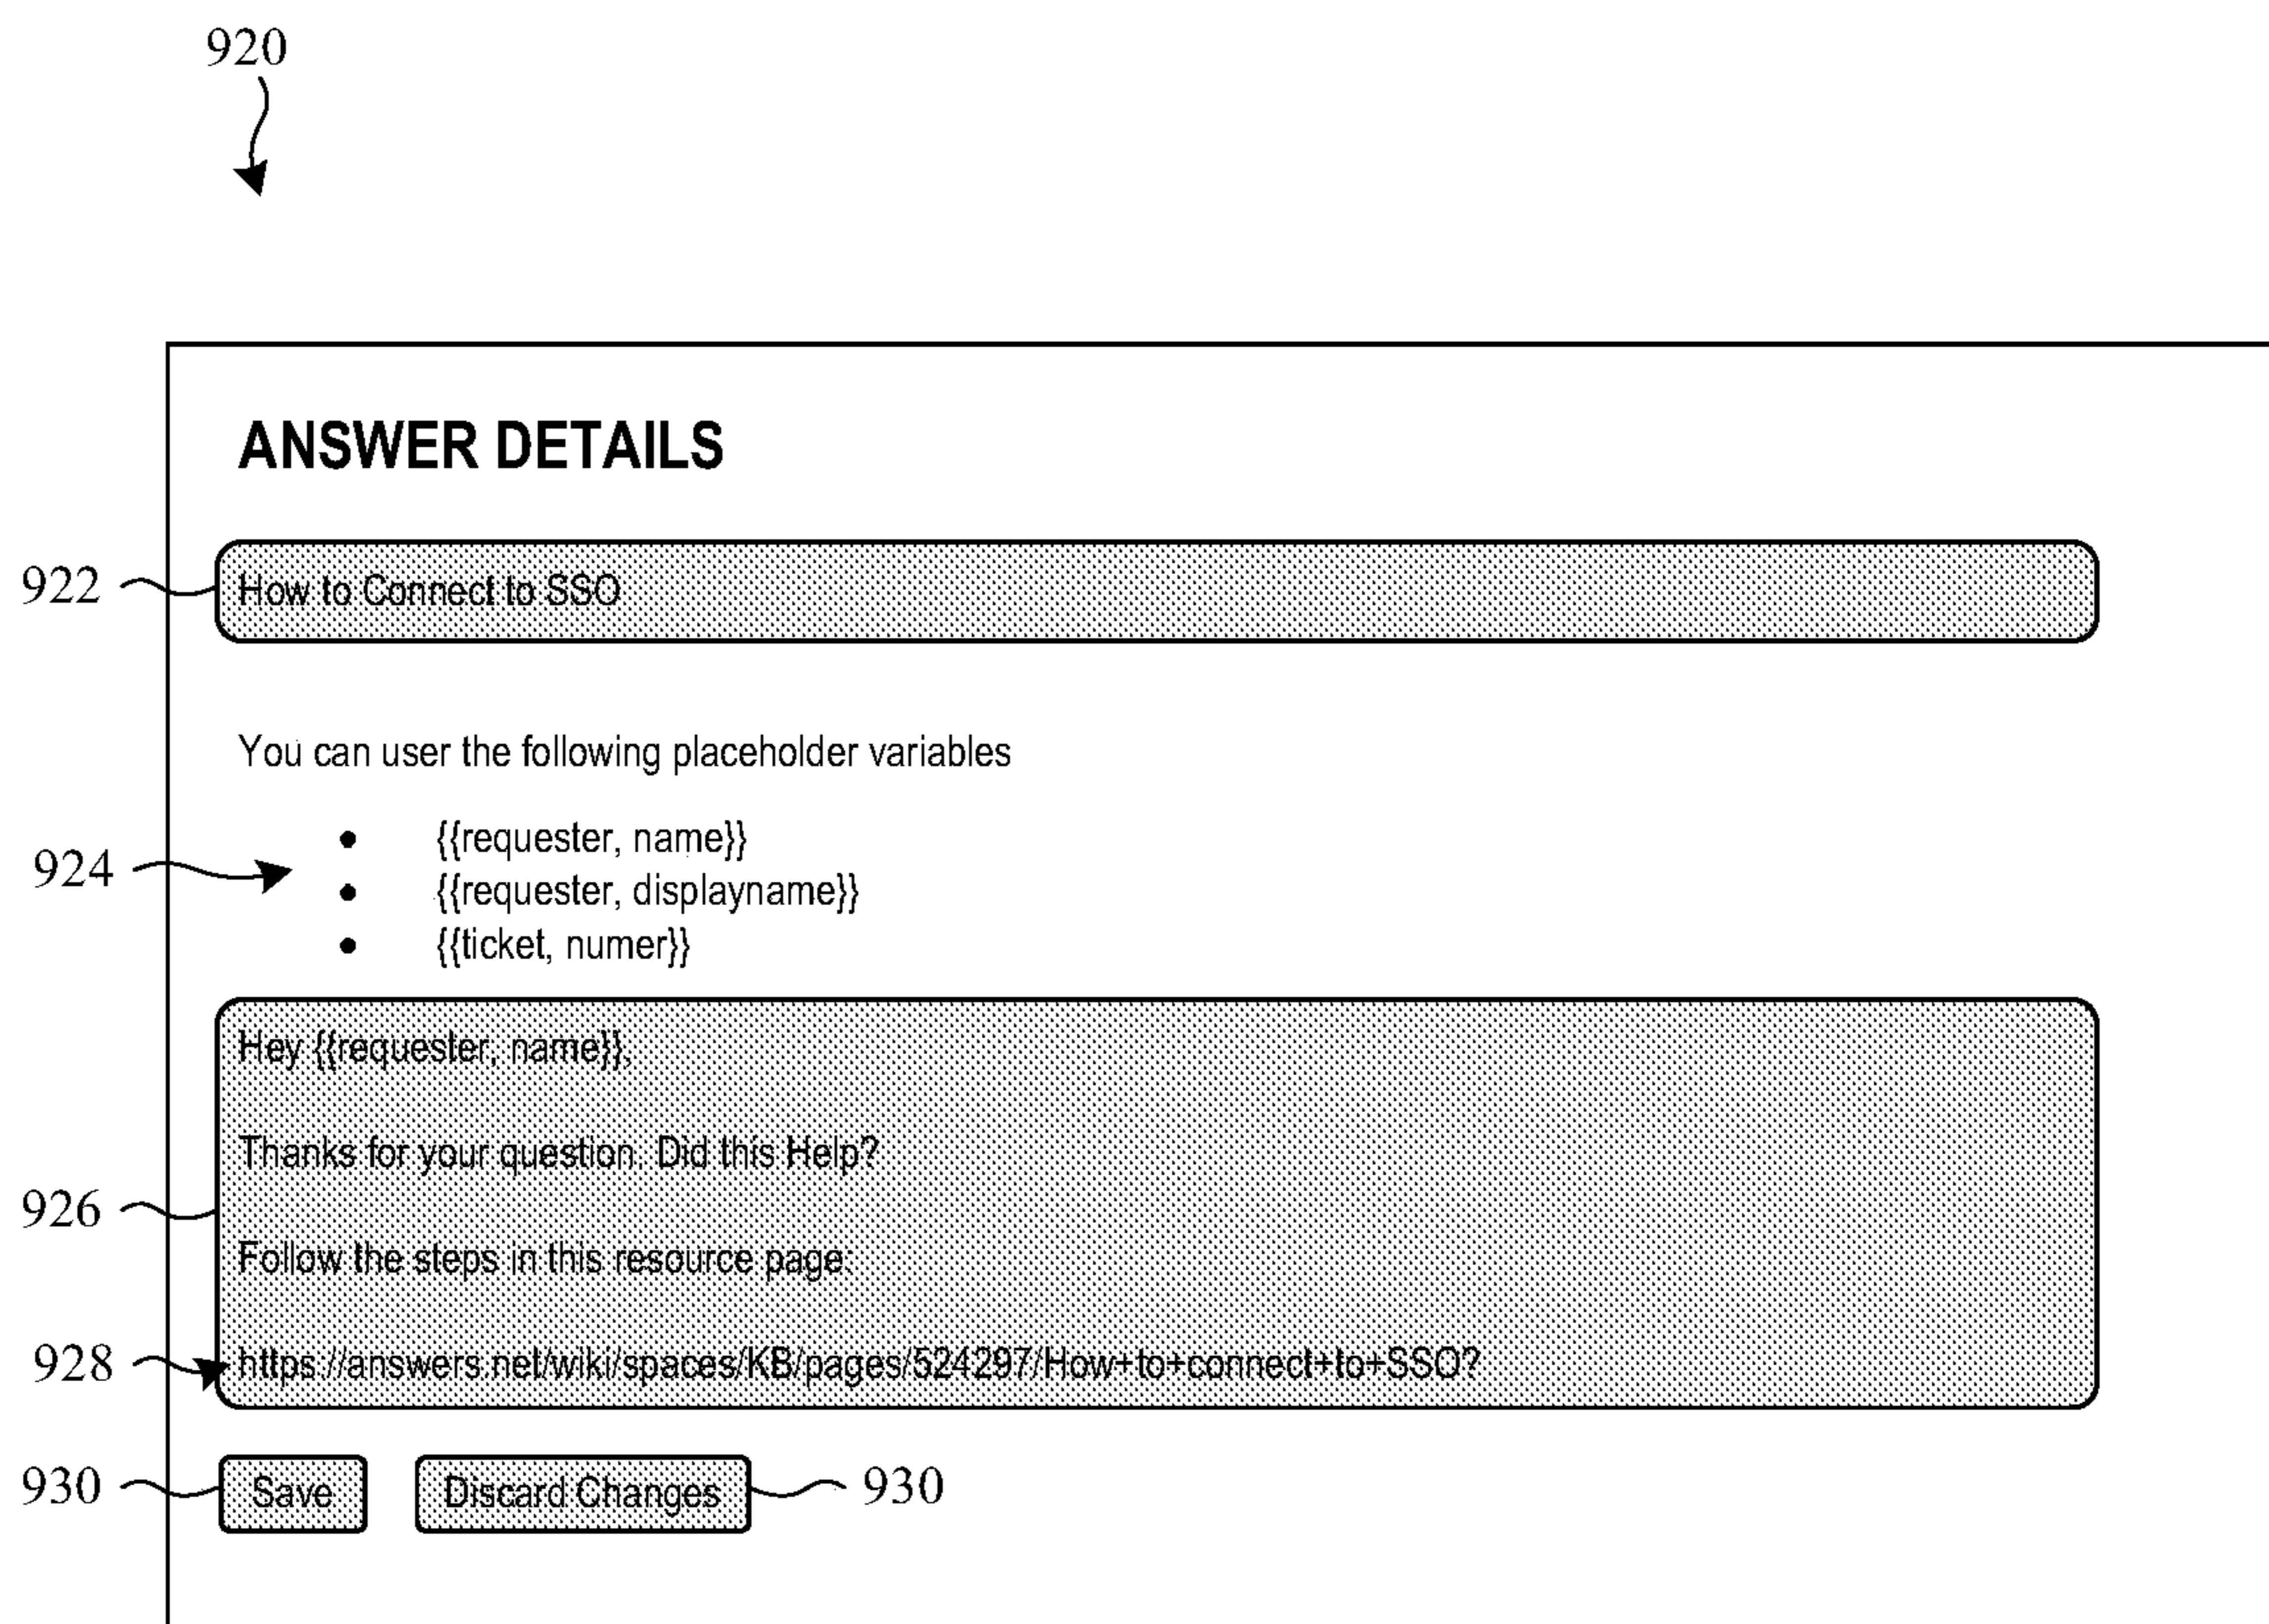 920
ANSWER DETAILS
922 How to Connect to SSO
You can user the following placeholder variables
• {{requester, name}}
924
• {{requester, displayname}}
• {{ticket, numer}}
Hey {{requester, name}},
Thanks for your question. Did this Help?
926
Follow the steps in this resource page.
928 https://answers.net/wiki/spaces/KB/pages/524297/How+to+connect+to+SSO?
930 Save Discard Changes 930